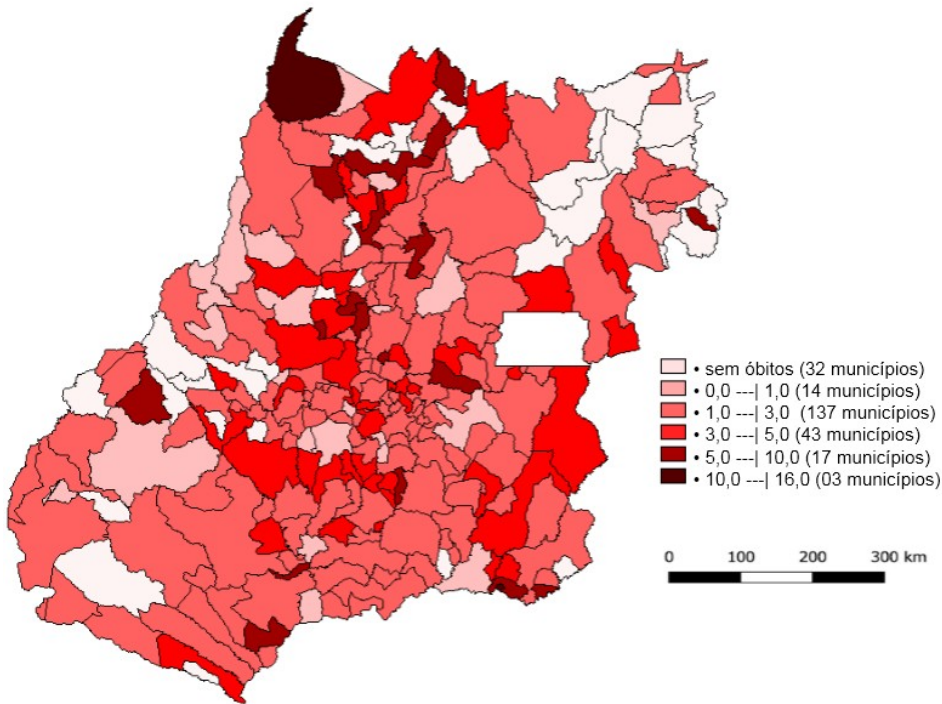 • sem óbitos (32 municípios)
• 0,0 ---| 1,0 (14 municípios)
• 1,0 ---| 3,0 (137 municípios)
• 3,0 ---| 5,0 (43 municípios)
• 5,0 ---| 10,0 (17 municípios)
• 10,0 ---| 16,0 (03 municípios)
0 100 200 300 km